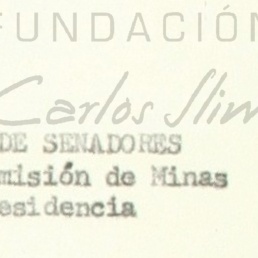 FUNDACIÓN
Carlos Slim
DE SENADORES
misión de Minas
esidencia